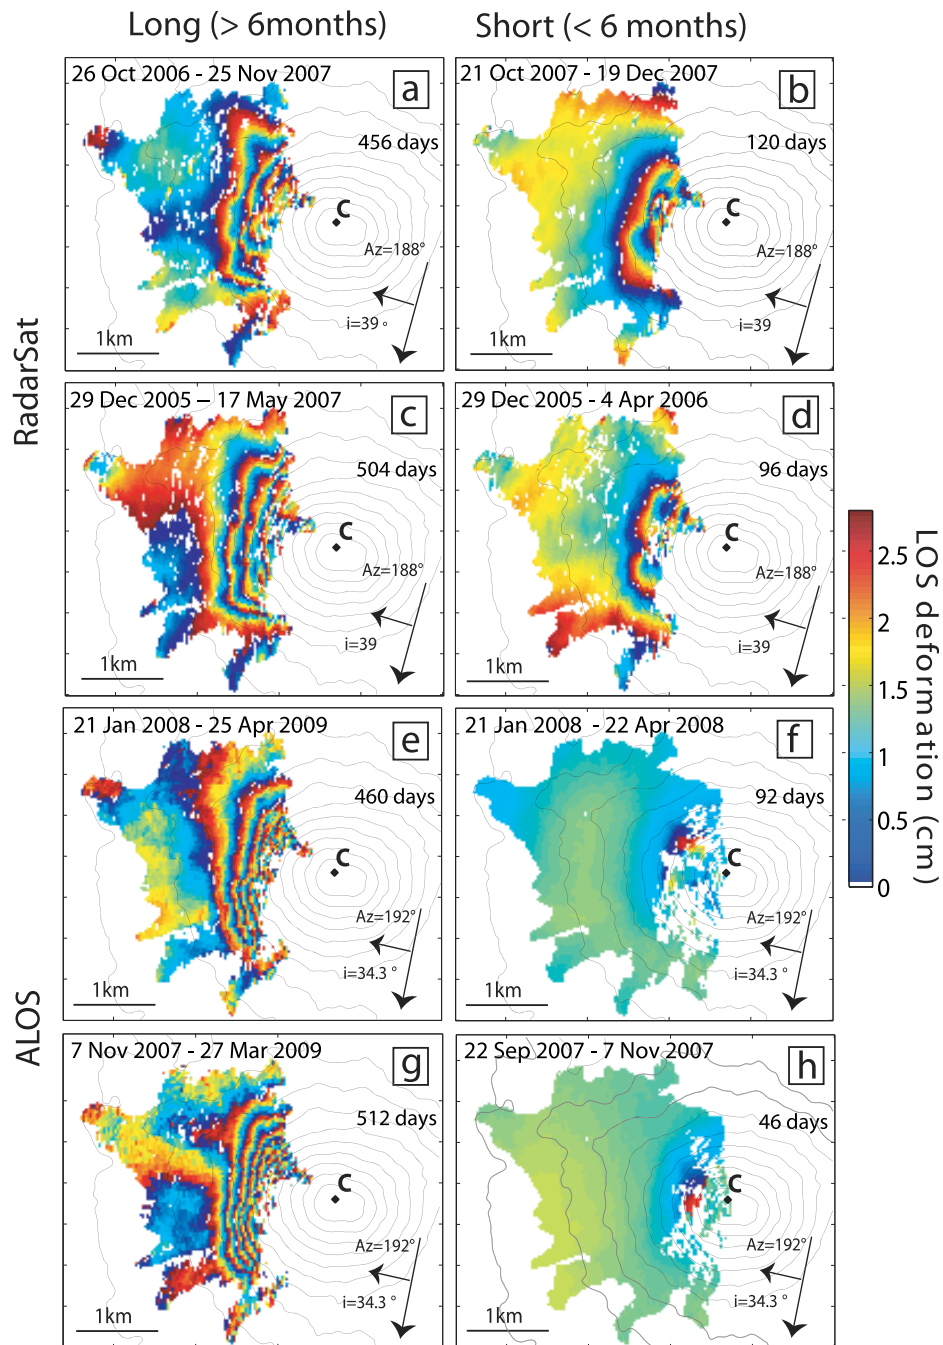 Long (> 6months)
Short (< 6 months)
RadarSat
26 Oct 2006 - 25 Nov 2007
a
456 days
C
Az=188°
i=39 °
1km
21 Oct 2007 - 19 Dec 2007
b
120 days
C
Az=188°
i=39
1km
29 Dec 2005 – 17 May 2007
c
504 days
C
Az=188°
i=39
1km
29 Dec 2005 - 4 Apr 2006
d
96 days
C
Az=188°
i=39
1km
ALOS
21 Jan 2008 - 25 Apr 2009
e
460 days
C
Az=192°
i=34.3 °
1km
21 Jan 2008 - 22 Apr 2008
f
92 days
C
Az=192°
i=34.3 °
1km
7 Nov 2007 - 27 Mar 2009
g
512 days
C
Az=192°
i=34.3°
1km
22 Sep 2007 - 7 Nov 2007
h
46 days
C
Az=192°
i=34.3°
1km
2.5
2
1.5
1
0.5
0
LOS deformation (cm)